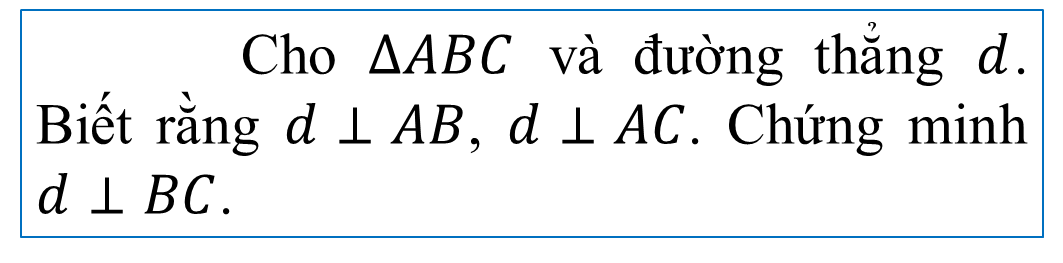 Cho ΔABC và đường thẳng d.
Biết rằng d ⊥ AB, d ⊥ AC. Chứng minh
d ⊥ BC.